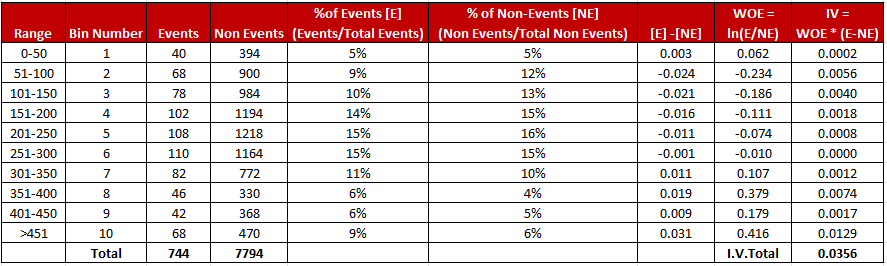 Range Bin Number Events Non Events %of Events [E] (Events/Total Events) % of Non-Events [NE] (Non Events/Total Non Events) [E] -[NE] WOE = ln(E/NE) IV = WOE * (E-NE)
0-50 1 40 394 5% 5% 0.003 0.062 0.0002
51-100 2 68 900 9% 12% -0.024 -0.234 0.0056
101-150 3 78 984 10% 13% -0.021 -0.186 0.0040
151-200 4 102 1194 14% 15% -0.016 -0.111 0.0018
201-250 5 108 1218 15% 16% -0.011 -0.074 0.0008
251-300 6 110 1164 15% 15% -0.001 -0.010 0.0000
301-350 7 82 772 11% 10% 0.011 0.107 0.0012
351-400 8 46 330 6% 4% 0.019 0.379 0.0074
401-450 9 42 368 6% 5% 0.009 0.179 0.0017
>451 10 68 470 9% 6% 0.031 0.416 0.0129
Total 744 7794 I.V.Total 0.0356